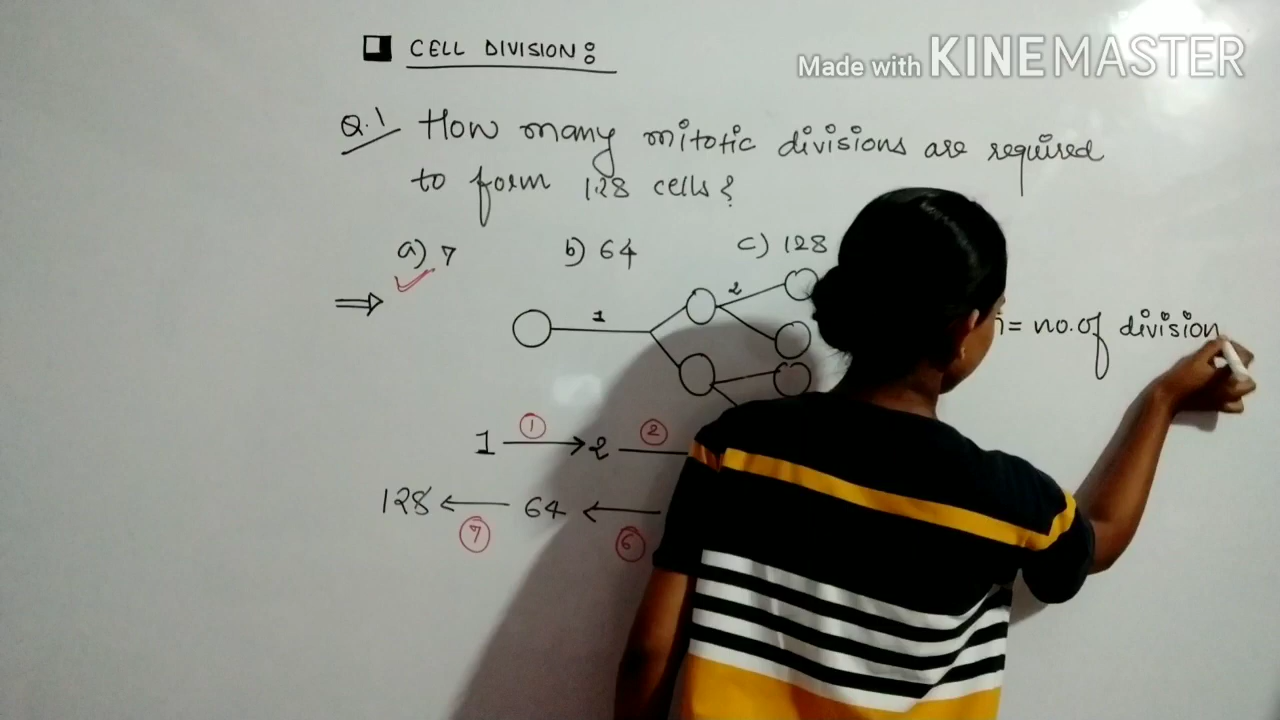 CELL DIVISION:
Made with KINEMASTER
Q.1 How many mitotic divisions are required
to form 128 cells?
a) 7 b) 64 c) 128
1 2
= no. of division
1 ① 2 ②
128 64
⑦ ⑥